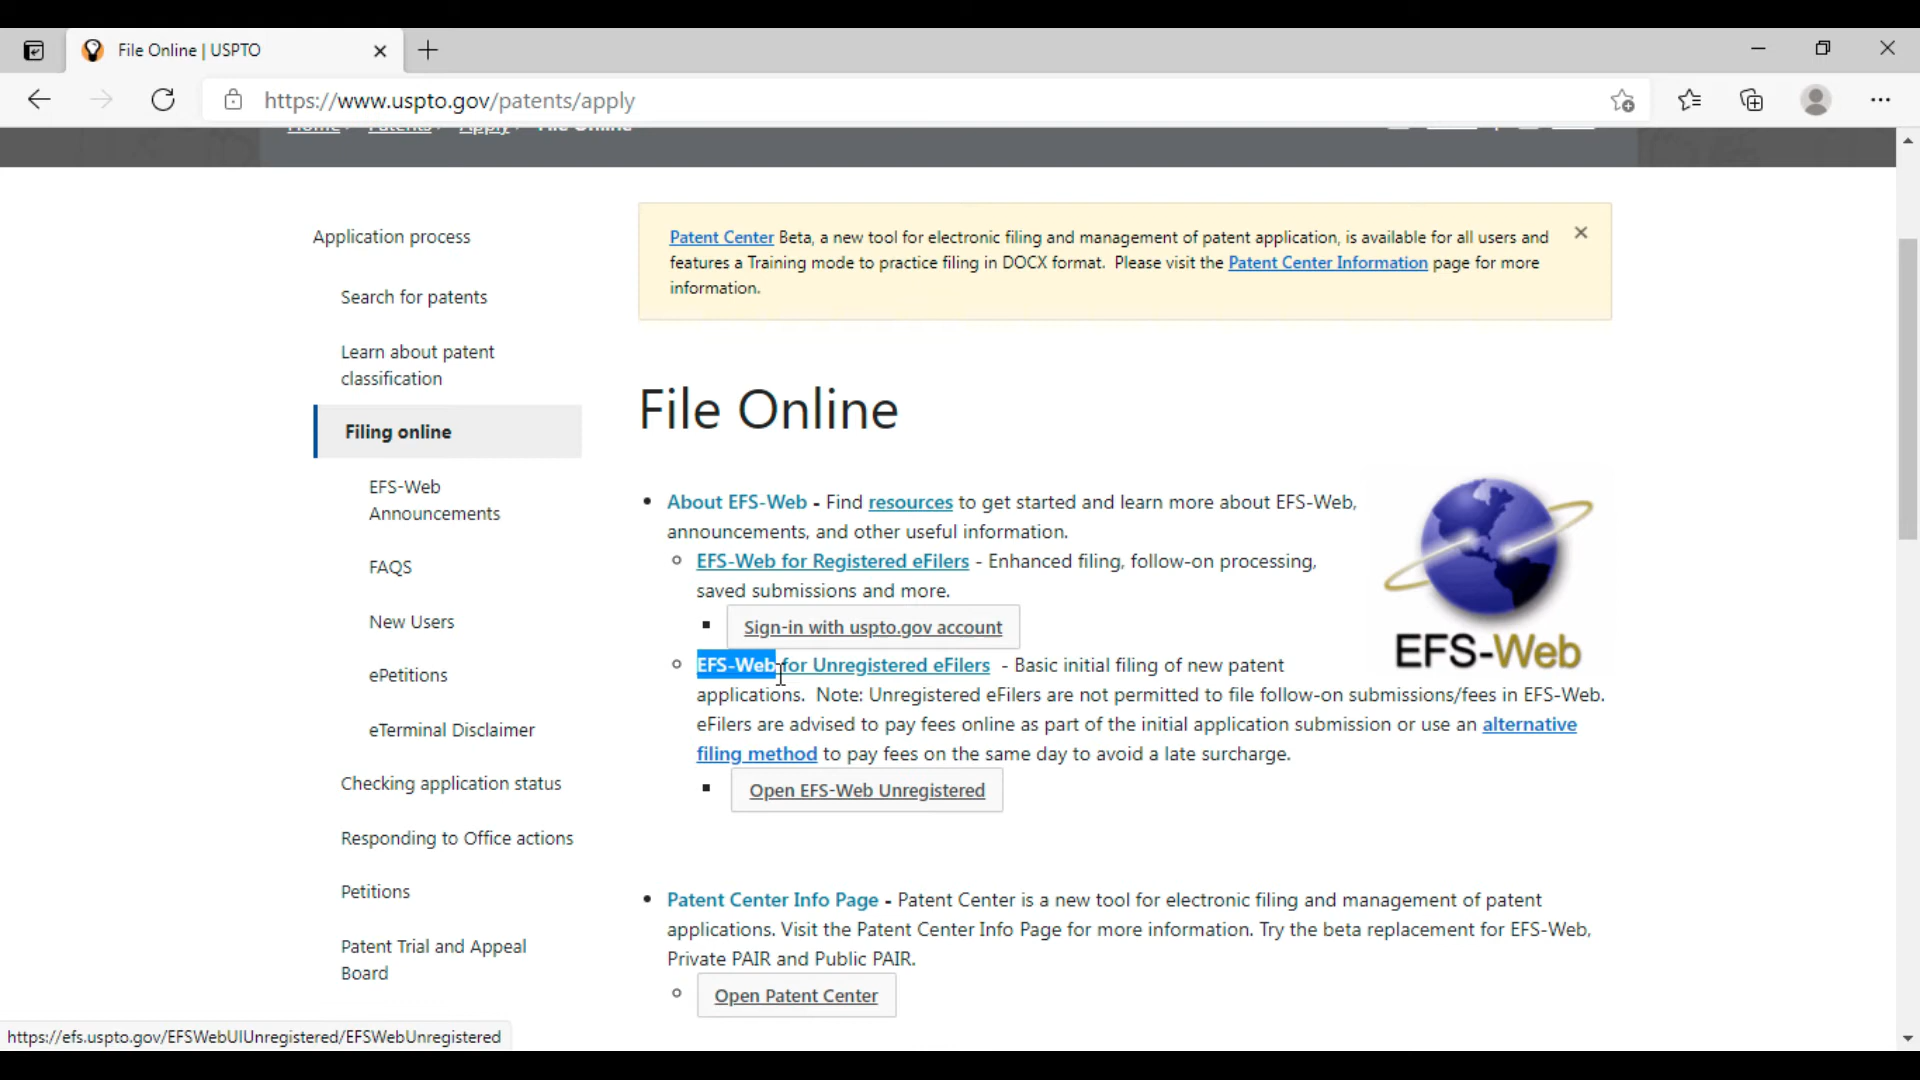 File Online | USPTO
https://www.uspto.gov/patents/apply
Home Patents Apply File Online
Application process
Search for patents
Learn about patent
classification
Filing online
EFS-Web
Announcements
FAQS
New Users
ePetitions
eTerminal Disclaimer
Checking application status
Responding to Office actions
Petitions
Patent Trial and Appeal
Board
Patent Center Beta, a new tool for electronic filing and management of patent application, is available for all users and
features a Training mode to practice filing in DOCX format. Please visit the Patent Center Information page for more
information.
File Online
About EFS-Web - Find resources to get started and learn more about EFS-Web,
announcements, and other useful information.
EFS-Web for Registered eFilers - Enhanced filing, follow-on processing,
saved submissions and more.
Sign-in with uspto.gov account
EFS-Web for Unregistered eFilers - Basic initial filing of new patent
applications. Note: Unregistered eFilers are not permitted to file follow-on submissions/fees in EFS-Web.
eFilers are advised to pay fees online as part of the initial application submission or use an alternative
filing method to pay fees on the same day to avoid a late surcharge.
Open EFS-Web Unregistered
EFS-Web
Patent Center Info Page - Patent Center is a new tool for electronic filing and management of patent
applications. Visit the Patent Center Info Page for more information. Try the beta replacement for EFS-Web,
Private PAIR and Public PAIR.
Open Patent Center
https://efs.uspto.gov/EFSWebUIUnregistered/EFSWebUnregistered